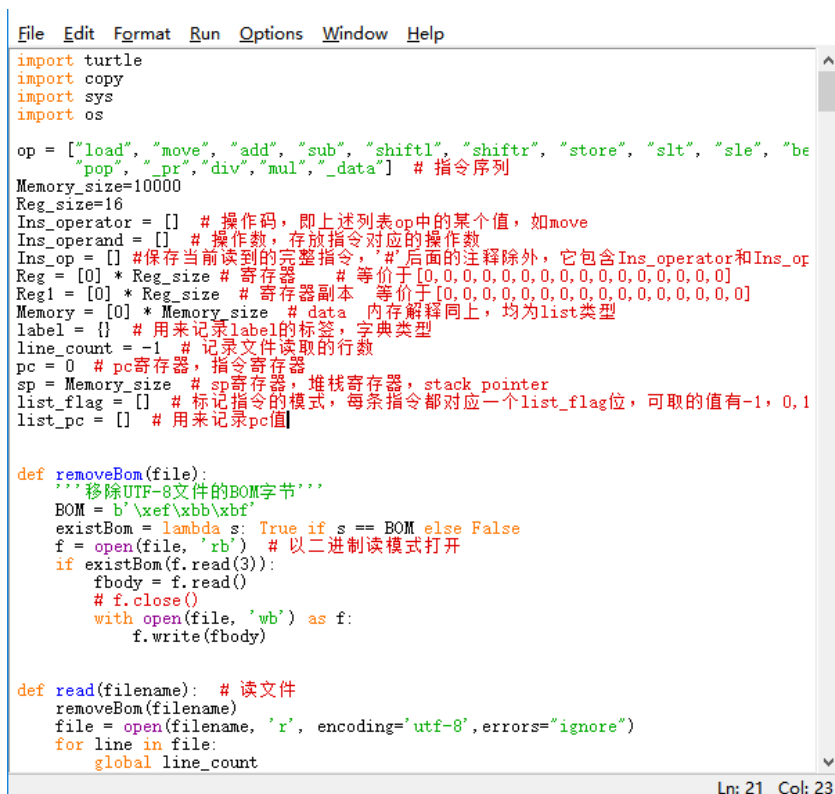 File Edit Format Run Options Window Help
import turtle
import copy
import sys
import os
op = ["load", "move", "add", "sub", "shiftl", "shiftr", "store", "slt", "sle", "be
"pop", "_pr","div","mul","_data"] # 指令序列
Memory_size=10000
Reg_size=16
Ins_operator = [] # 操作码，即上述列表op中的某个值，如move
Ins_operand = [] # 操作数，存放指令对应的操作数
Ins_op = [] #保存当前读到的完整指令，'#'后面的注释除外，它包含Ins_operator和Ins_op
Reg = [0] * Reg_size # 寄存器 # 等价于[0,0,0,0,0,0,0,0,0,0,0,0,0,0,0,0]
Reg1 = [0] * Reg_size # 寄存器副本 等价于[0,0,0,0,0,0,0,0,0,0,0,0,0,0,0,0]
Memory = [0] * Memory_size # data 内存解释同上，均为list类型
label = {} # 用来记录label的标签，字典类型
line_count = -1 # 记录文件读取的行数
pc = 0 # pc寄存器，指令寄存器
sp = Memory_size # sp寄存器，堆栈寄存器，stack pointer
list_flag = [] # 标记指令的模式，每条指令都对应一个list_flag位，可取的值有-1，0,1
list_pc = [] # 用来记录pc值
def removeBom(file):
'''移除UTF-8文件的BOM字节'''
BOM = b'\xef\xbb\xbf'
existBom = lambda s: True if s == BOM else False
f = open(file, 'rb') # 以二进制读模式打开
if existBom(f.read(3)):
fbody = f.read()
# f.close()
with open(file, 'wb') as f:
f.write(fbody)
def read(filename): # 读文件
removeBom(filename)
file = open(filename, 'r', encoding='utf-8',errors="ignore")
for line in file:
global line_count
Ln: 21 Col: 23